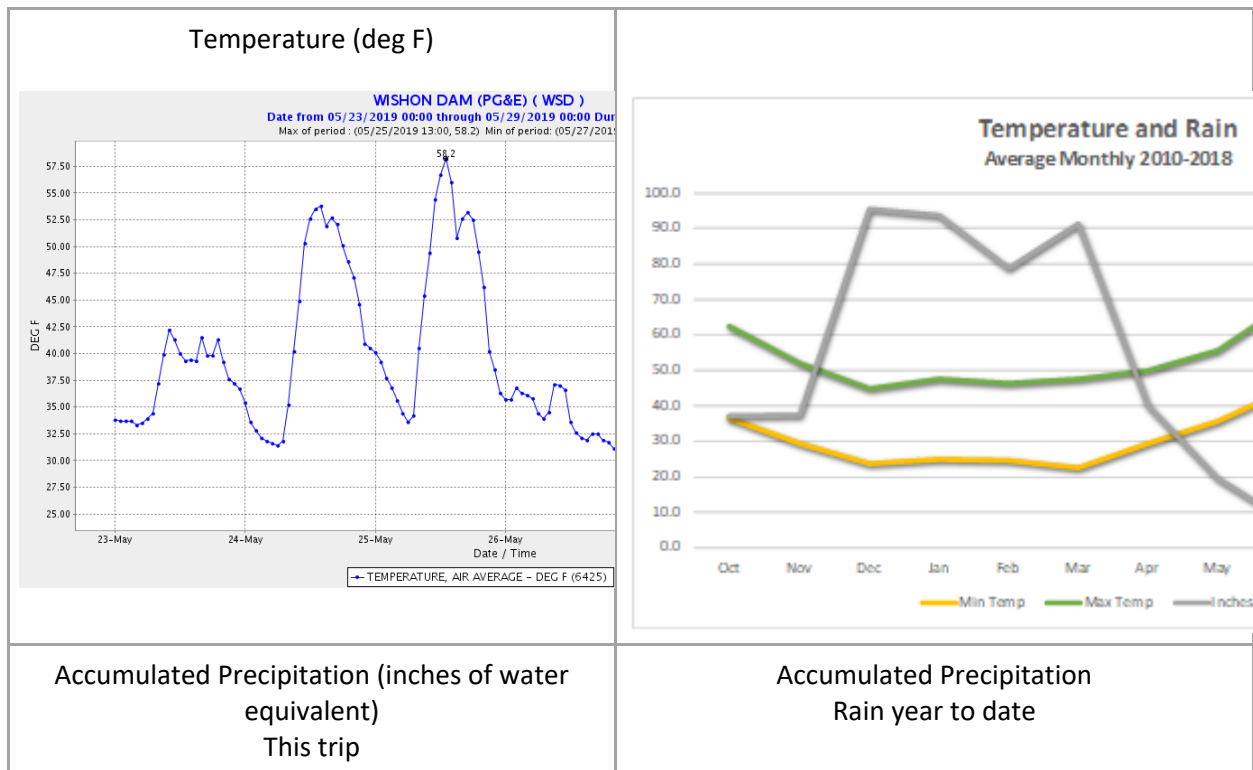 Temperature (deg F)
WISHON DAM (PG&E) ( WSD )
Date from 05/23/2019 00:00 through 05/29/2019 00:00 Dur
Max of period : (05/25/2019 13:00, 58.2) Min of period: (05/27/201
58.2
57.50
55.00
52.50
50.00
47.50
45.00
42.50
40.00
37.50
35.00
32.50
30.00
27.50
25.00
DEG F
23-May
24-May
25-May
26-May
Date / Time
TEMPERATURE, AIR AVERAGE - DEG F (6425)
Temperature and Rain
Average Monthly 2010-2018
100.0
90.0
80.0
70.0
60.0
50.0
40.0
30.0
20.0
10.0
0.0
Oct
Nov
Dec
Jan
Feb
Mar
Apr
May
Min Temp
Max Temp
Inches
Accumulated Precipitation (inches of water
equivalent)
This trip
Accumulated Precipitation
Rain year to date